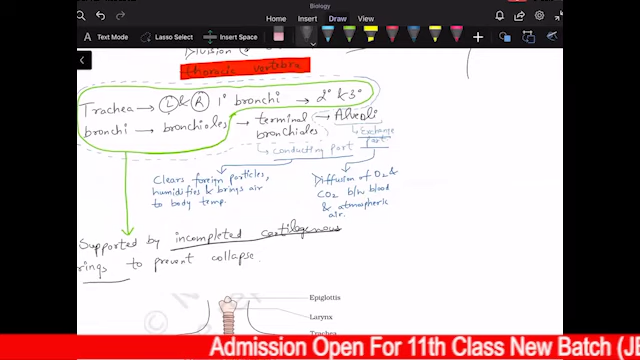 Biology
Home Insert Draw View
Text Mode Lasso Select Insert Space
Division @
thoracic vertebra
Trachea → L & R 1° bronchi → 2° & 3°
bronchi → bronchioles → terminal bronchioles → Alveoli
↳ Exchange part
↳ conducting part
Clears foreign particles,
humidifies & brings air
to body temp.
Diffusion of O2 &
CO2 b/w blood
& atmospheric
air.
Supported by incompleted cartilagenous
rings to prevent collapse.
Epiglottis
Larynx
Trachea
Admission Open For 11th Class New Batch (JE